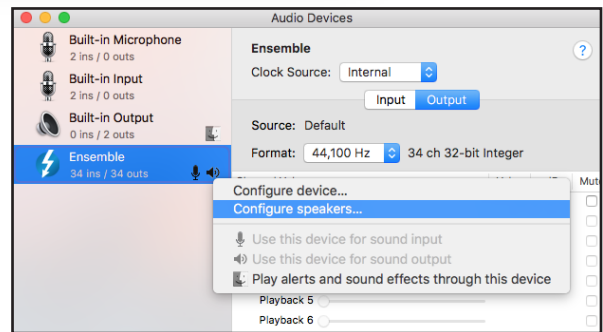 Audio Devices
Built-in Microphone
2 ins / 0 outs
Built-in Input
2 ins / 0 outs
Built-in Output
0 ins / 2 outs
Ensemble
34 ins / 34 outs
Ensemble
?
Clock Source: Internal
Input Output
Source: Default
Format: 44,100 Hz 34 ch 32-bit Integer
Mute
Configure device...
Configure speakers...
Use this device for sound input
Use this device for sound output
Play alerts and sound effects through this device
Playback 5
Playback 6